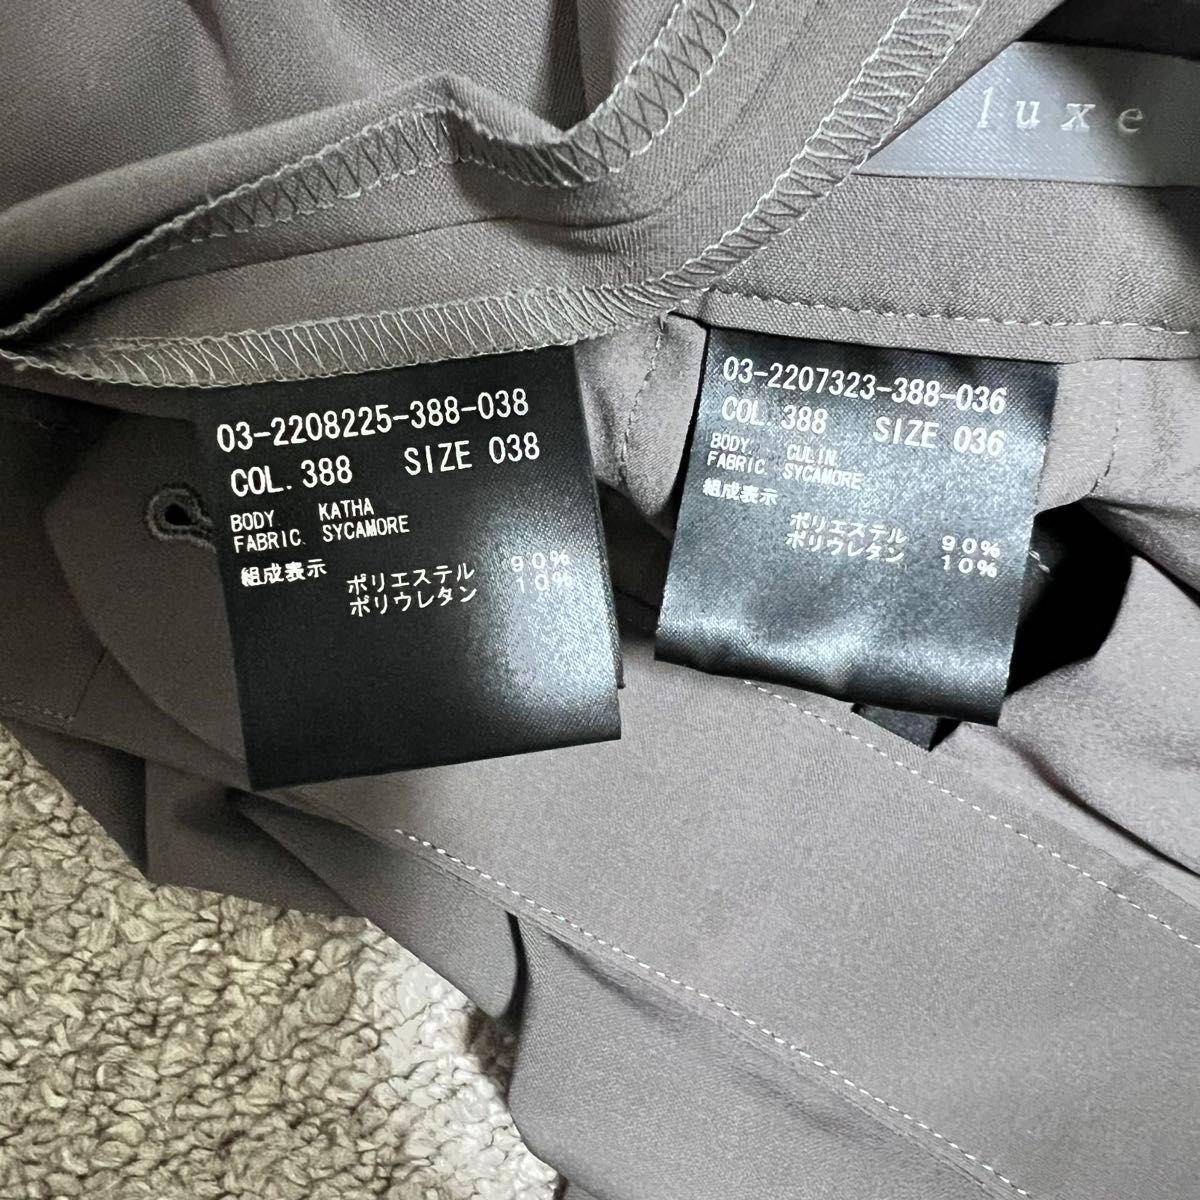 luxe
03-2208225-388-038
COL. 388 SIZE 038
BODY KATHA
FABRIC SYCAMORE
組成表示
ポリエステル 90%
ポリウレタン 10%
03-2207323-388-036
COL. 388 SIZE 036
BODY CULIN
FABRIC SYCAMORE
組成表示
ポリエステル 90%
ポリウレタン 10%